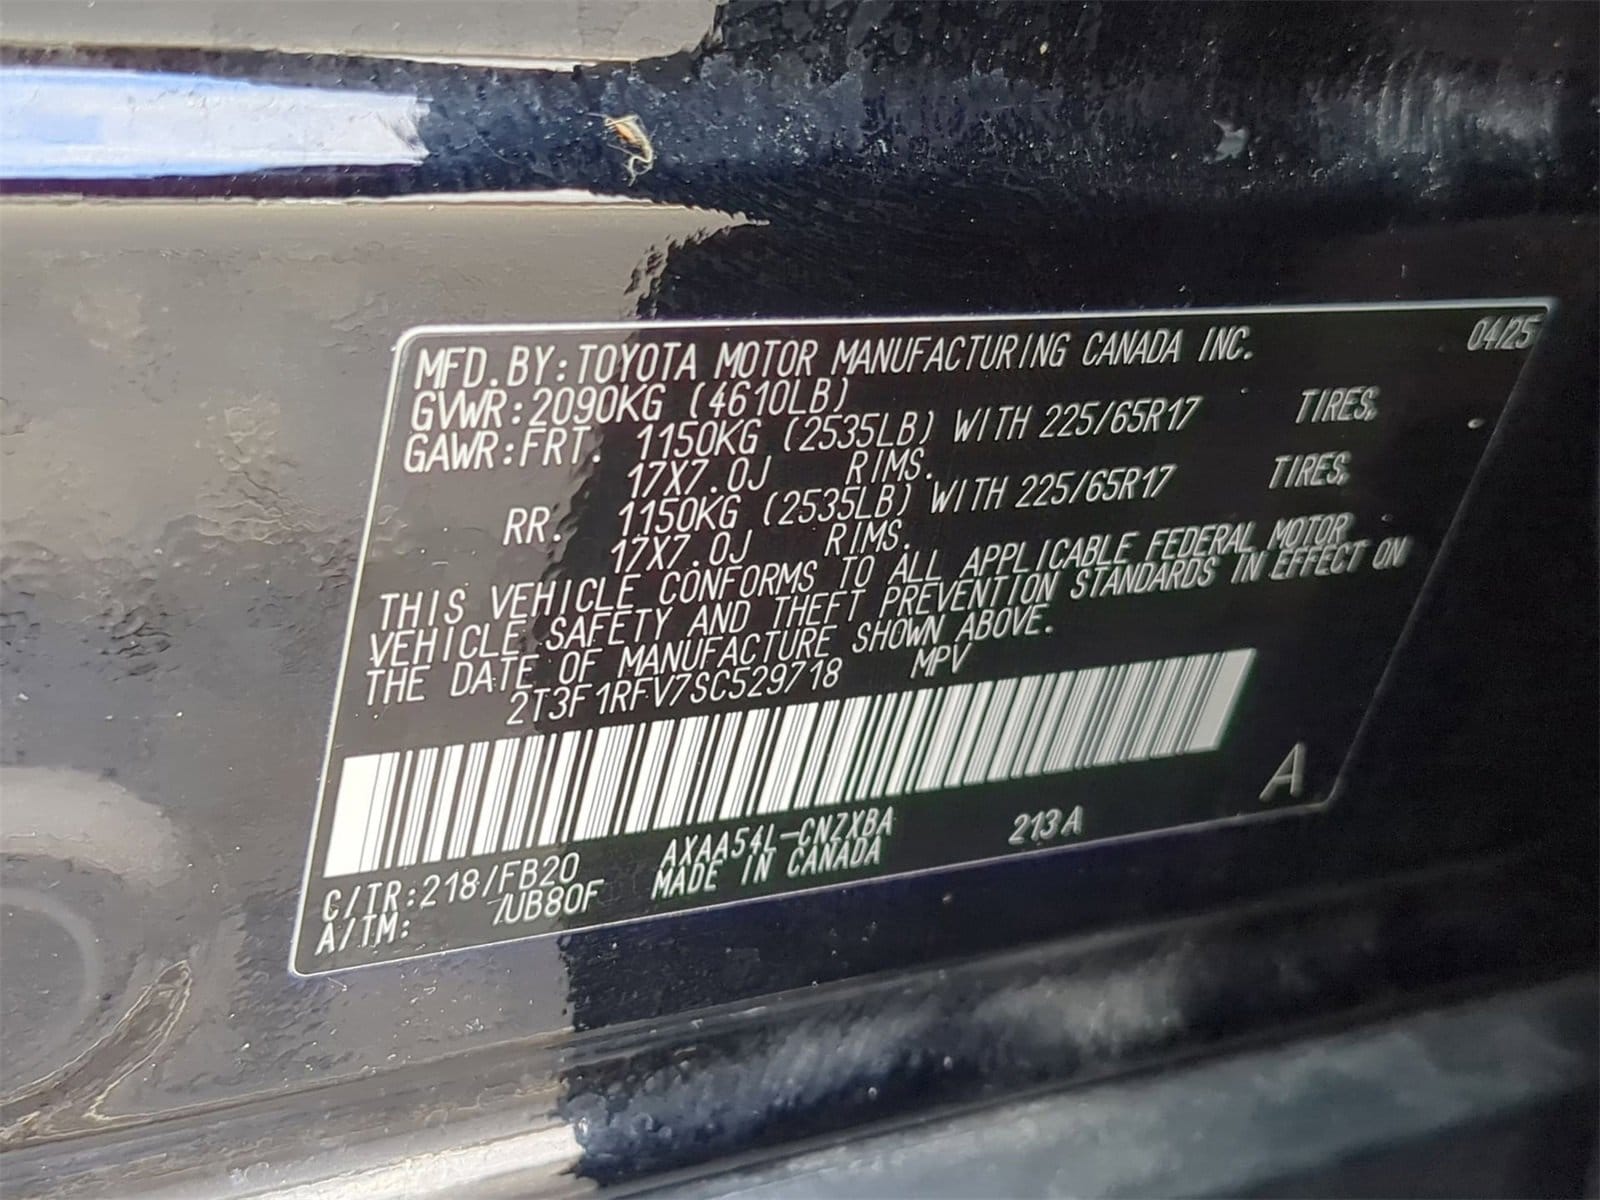 MFD. BY: TOYOTA MOTOR MANUFACTURING CANADA INC. 04/25
GVWR: 2090KG (4610LB)
GAWR: FRT. 1150KG (2535LB) WITH 225/65R17 TIRES,
17X7.0J RIMS.
RR. 1150KG (2535LB) WITH 225/65R17 TIRES,
17X7.0J RIMS.
THIS VEHICLE CONFORMS TO ALL APPLICABLE FEDERAL MOTOR
VEHICLE SAFETY AND THEFT PREVENTION STANDARDS IN EFFECT ON
THE DATE OF MANUFACTURE SHOWN ABOVE.
2T3F1RFV7SC529718 MPV
A
C/TR: 218/FB20 AXAA54L-CNZXBA 213A
A/TM: /UB80F MADE IN CANADA